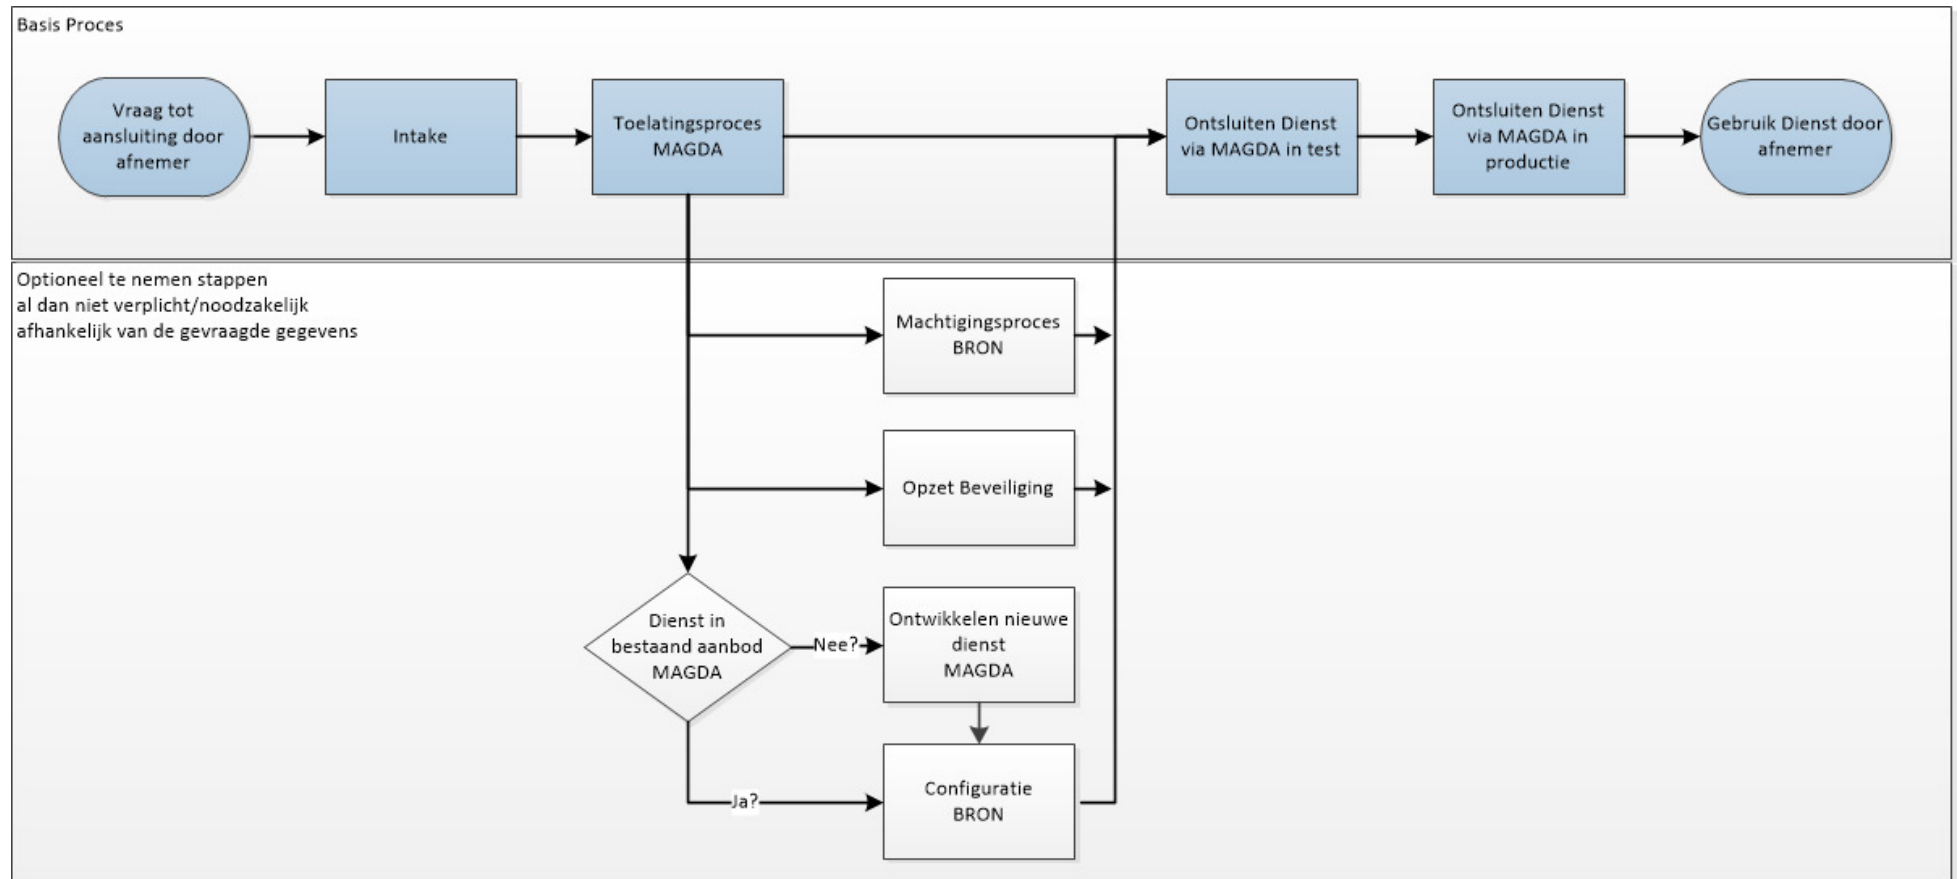 Basis Proces
Vraag tot
aansluiting door
afnemer
Intake
Toelatingsproces
MAGDA
Ontsluiten Dienst
via MAGDA in test
Ontsluiten Dienst
via MAGDA in
productie
Gebruik Dienst door
afnemer
Optioneel te nemen stappen
al dan niet verplicht/noodzakelijk
afhankelijk van de gevraagde gegevens
Machtigingsproces
BRON
Opzet Beveiliging
Dienst in
bestaand aanbod
MAGDA
Nee?
Ontwikkelen nieuwe
dienst
MAGDA
Ja?
Configuratie
BRON